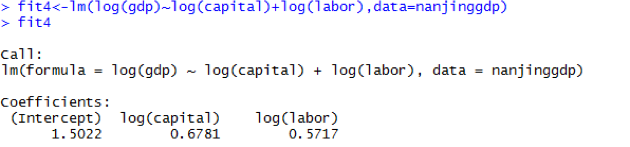 > fit4<-lm(log(gdp)~log(capital)+log(labor),data=nanjinggdp)
> fit4
Call:
lm(formula = log(gdp) ~ log(capital) + log(labor), data = nanjinggdp)
Coefficients:
(Intercept) log(capital) log(labor)
1.5022 0.6781 0.5717